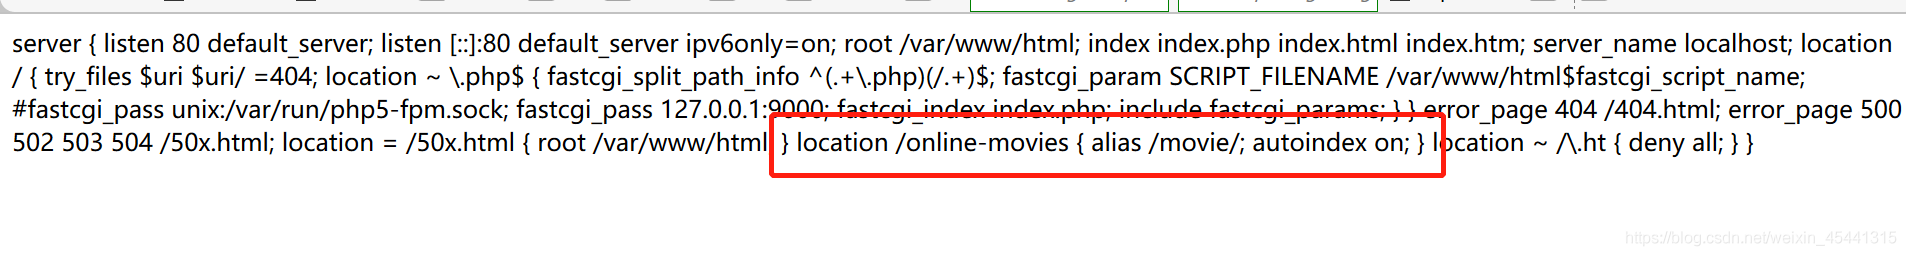 server { listen 80 default_server; listen [::]:80 default_server ipv6only=on; root /var/www/html; index index.php index.html index.htm; server_name localhost; location
/ { try_files $uri $uri/ =404; location ~ \.php$ { fastcgi_split_path_info ^(.+\.php)(/.+)$; fastcgi_param SCRIPT_FILENAME /var/www/html$fastcgi_script_name;
#fastcgi_pass unix:/var/run/php5-fpm.sock; fastcgi_pass 127.0.0.1:9000; fastcgi_index index.php; include fastcgi_params; } } error_page 404 /404.html; error_page 500
502 503 504 /50x.html; location = /50x.html { root /var/www/html } location /online-movies { alias /movie/; autoindex on; } location ~ /\.ht { deny all; } }
https://blog.csdn.net/weixin_45441315